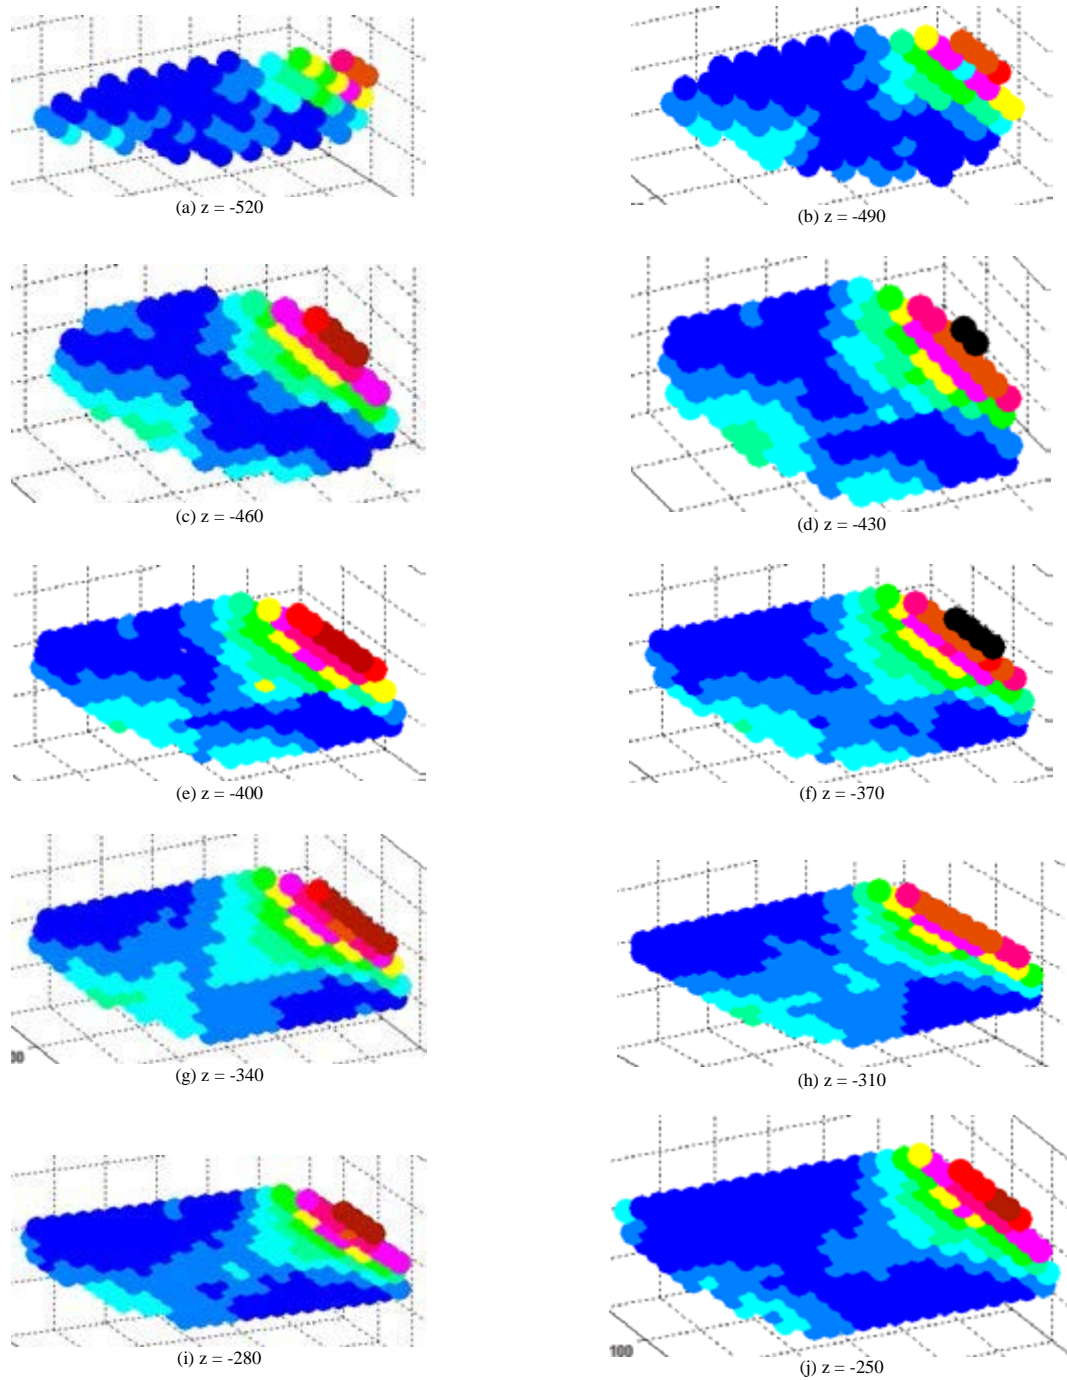 (a) z = -520
(b) z = -490
(c) z = -460
(d) z = -430
(e) z = -400
(f) z = -370
(g) z = -340
(h) z = -310
(i) z = -280
(j) z = -250
100